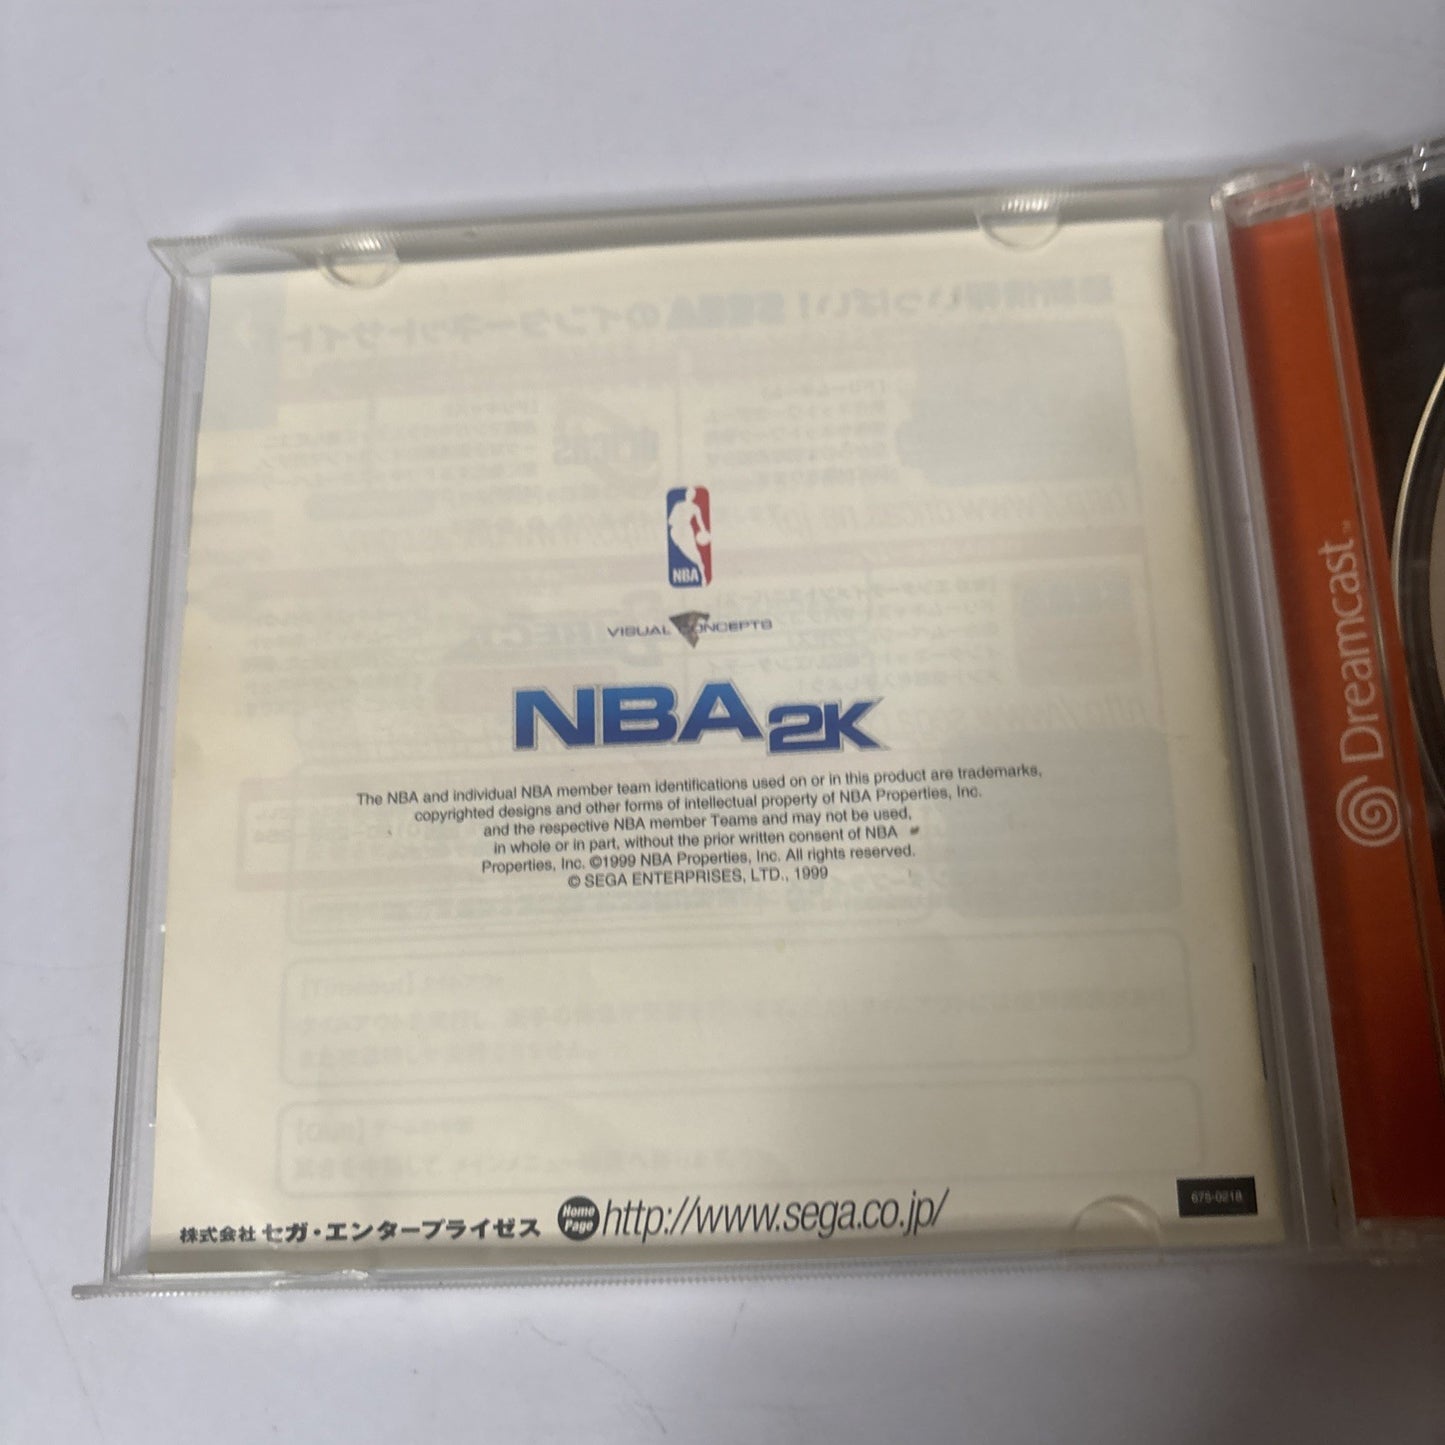 NBA
VISUAL CONCEPTS
NBA 2K
The NBA and individual NBA member team identifications used on or in this product are trademarks,
copyrighted designs and other forms of intellectual property of NBA Properties, Inc.
and the respective NBA member Teams and may not be used,
in whole or in part, without the prior written consent of NBA
Properties, Inc. ©1999 NBA Properties, Inc. All rights reserved.
© SEGA ENTERPRISES, LTD., 1999
株式会社 セガ・エンタープライゼス Home Page http://www.sega.co.jp/
675-0218
Dreamcast™